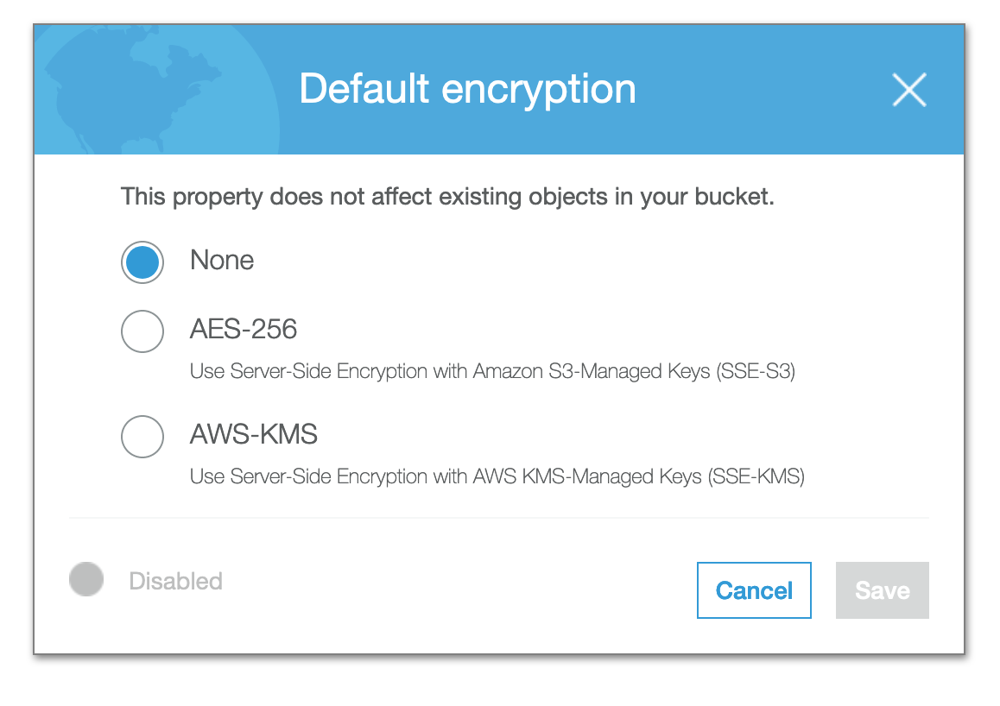 Default encryption
This property does not affect existing objects in your bucket.
None
AES-256
Use Server-Side Encryption with Amazon S3-Managed Keys (SSE-S3)
AWS-KMS
Use Server-Side Encryption with AWS KMS-Managed Keys (SSE-KMS)
Disabled
Cancel
Save